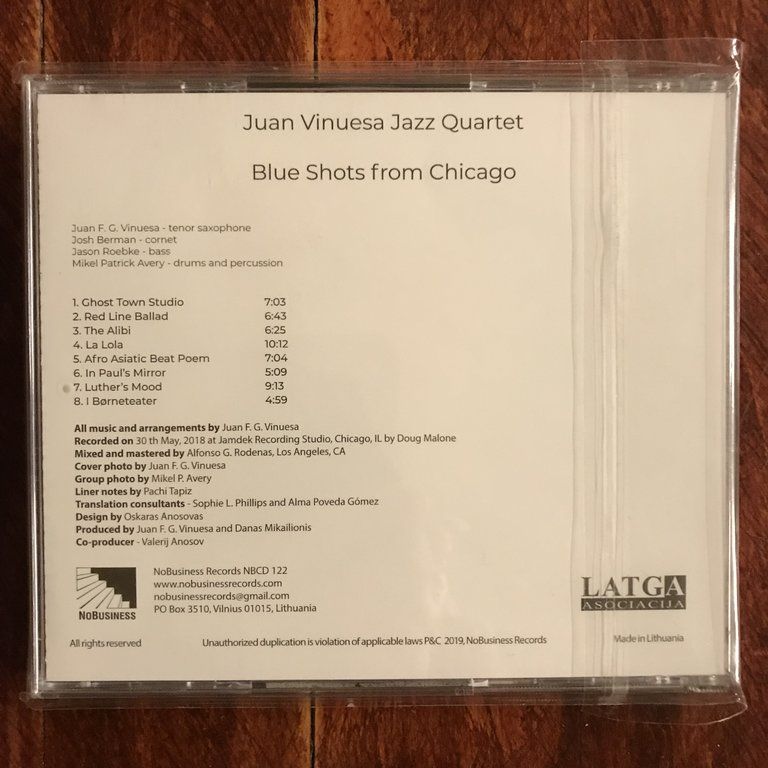 Juan Vinuesa Jazz Quartet
Blue Shots from Chicago
Juan F. G. Vinuesa - tenor saxophone
Josh Berman - cornet
Jason Roebke - bass
Mikel Patrick Avery - drums and percussion
1. Ghost Town Studio 7:03
2. Red Line Ballad 6:43
3. The Alibi 6:25
4. La Lola 10:12
5. Afro Asiatic Beat Poem 7:04
6. In Paul's Mirror 5:09
7. Luther's Mood 9:13
8. I Børneteater 4:59
All music and arrangements by Juan F. G. Vinuesa
Recorded on 30 th May, 2018 at Jamdek Recording Studio, Chicago, IL by Doug Malone
Mixed and mastered by Alfonso G. Rodenas, Los Angeles, CA
Cover photo by Juan F. G. Vinuesa
Group photo by Mikel P. Avery
Liner notes by Pachi Tapiz
Translation consultants - Sophie L. Phillips and Alma Poveda Gómez
Design by Oskaras Anosovas
Produced by Juan F. G. Vinuesa and Danas Mikailionis
Co-producer - Valerij Anosov
NOBUSINESS
NoBusiness Records NBCD 122
www.nobusinessrecords.com
nobusinessrecords@gmail.com
PO Box 3510, Vilnius 01015, Lithuania
LATGA
ASOCIACIJA
All rights reserved
Unauthorized duplication is violation of applicable laws P&C 2019, NoBusiness Records
Made in Lithuania